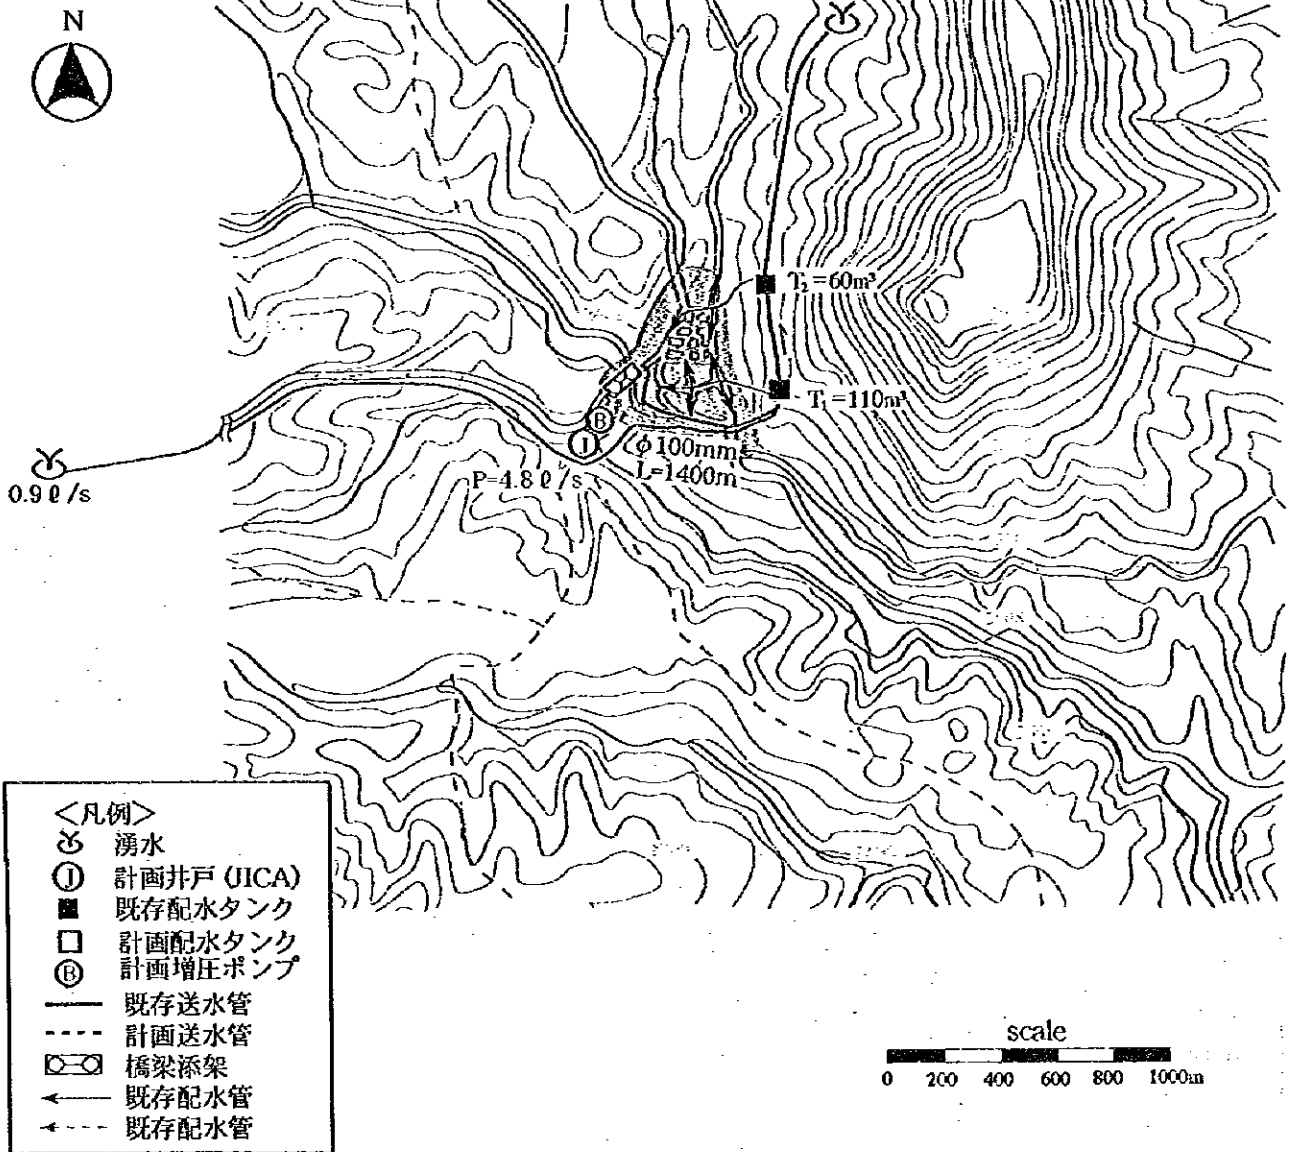 N
T₂=60m³
T₁=110m³
B
J
φ100mm
L=1400m
P=4.8ℓ/s
0.9ℓ/s
<凡例>
湧水
J 計画井戸(JICA)
既存配水タンク
計画配水タンク
B 計画増圧ポンプ
既存送水管
計画送水管
橋梁添架
既存配水管
既存配水管
scale
0 200 400 600 800 1000m